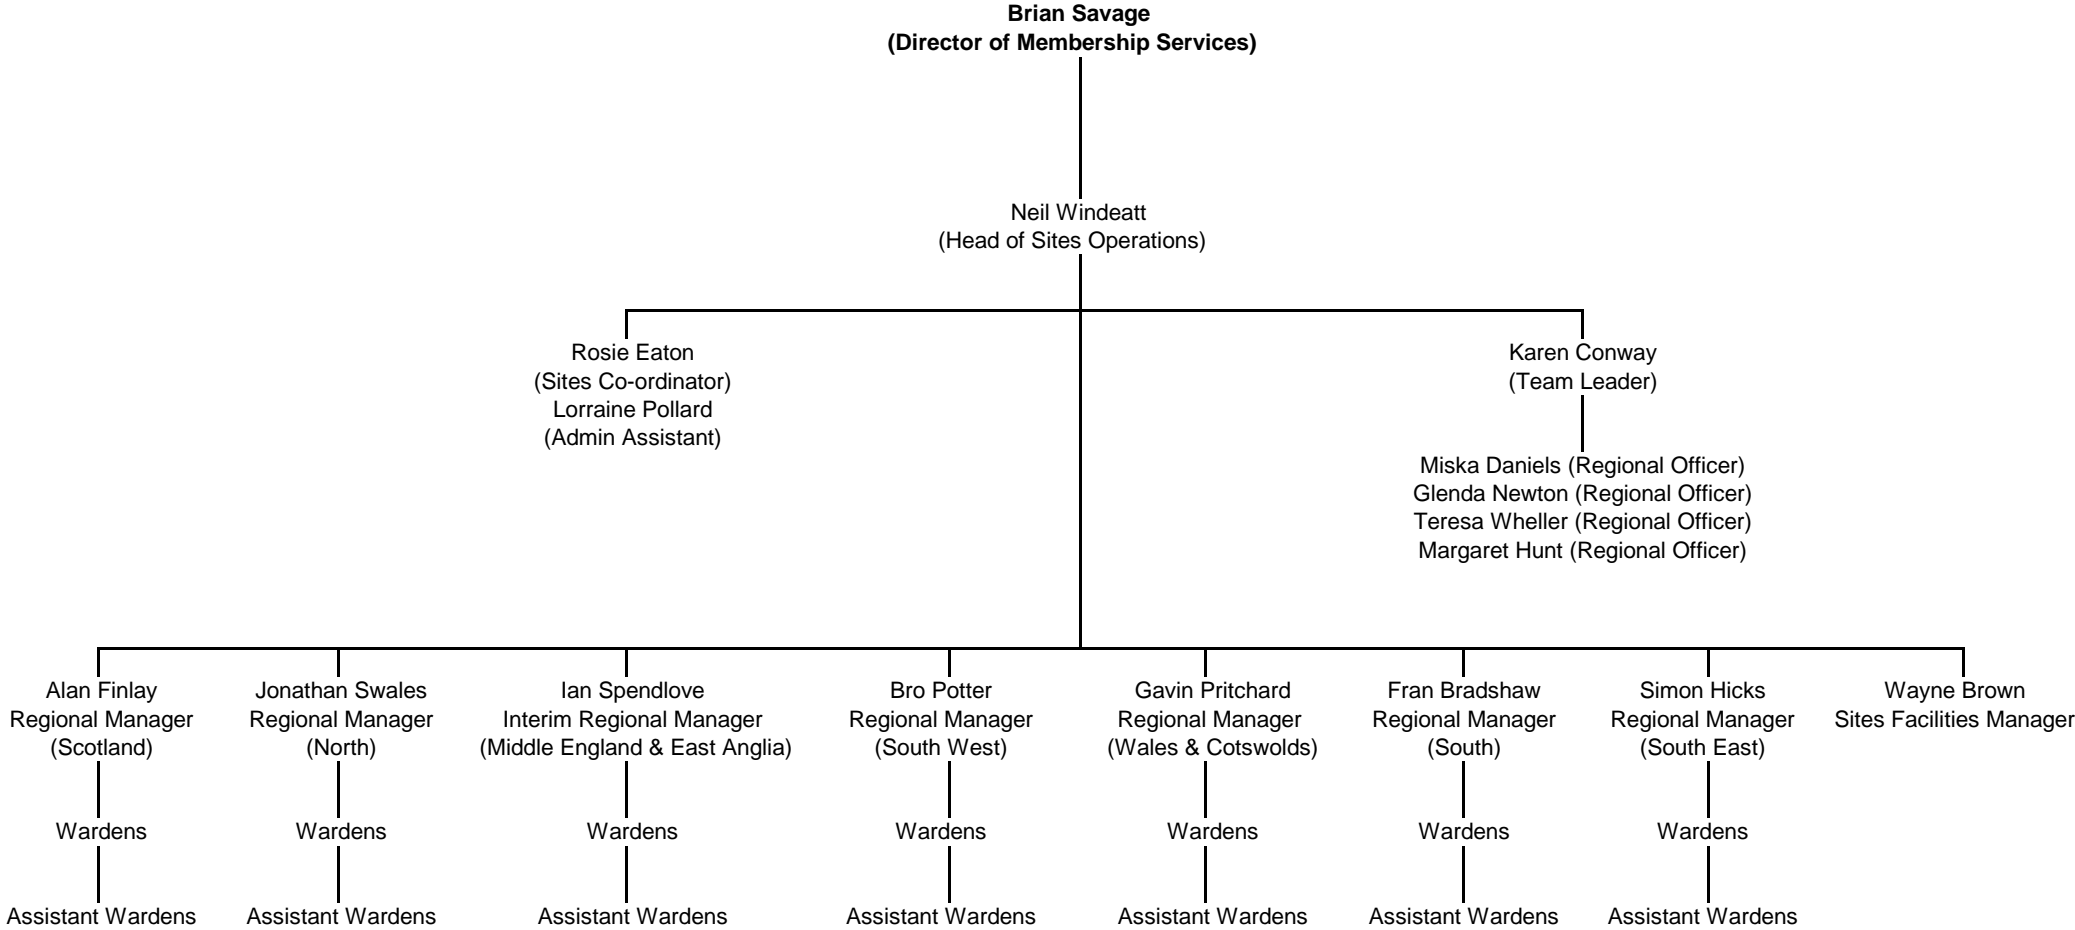 Brian Savage
(Director of Membership Services)
Neil Windeatt
(Head of Sites Operations)
Rosie Eaton
(Sites Co-ordinator)
Lorraine Pollard
(Admin Assistant)
Karen Conway
(Team Leader)
Miska Daniels (Regional Officer)
Glenda Newton (Regional Officer)
Teresa Wheller (Regional Officer)
Margaret Hunt (Regional Officer)
Alan Finlay
Regional Manager
(Scotland)
Wardens
Assistant Wardens
Jonathan Swales
Regional Manager
(North)
Wardens
Assistant Wardens
Ian Spendlove
Interim Regional Manager
(Middle England & East Anglia)
Wardens
Assistant Wardens
Bro Potter
Regional Manager
(South West)
Wardens
Assistant Wardens
Gavin Pritchard
Regional Manager
(Wales & Cotswolds)
Wardens
Assistant Wardens
Fran Bradshaw
Regional Manager
(South)
Wardens
Assistant Wardens
Simon Hicks
Regional Manager
(South East)
Wardens
Assistant Wardens
Wayne Brown
Sites Facilities Manager